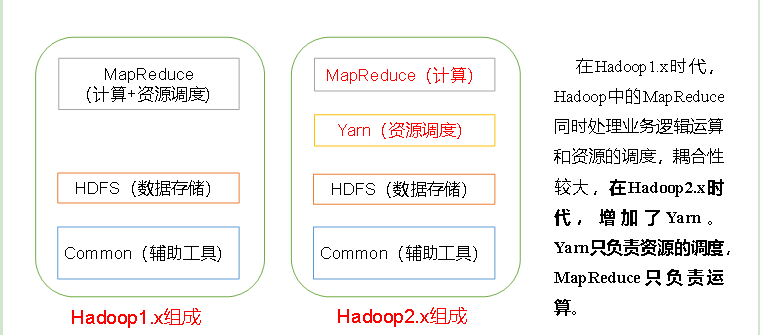 MapReduce
(计算+资源调度)
HDFS（数据存储）
Common（辅助工具）
Hadoop1.x组成
MapReduce（计算）
Yarn（资源调度）
HDFS（数据存储）
Common（辅助工具）
Hadoop2.x组成
在Hadoop1.x时代，
Hadoop中的MapReduce
同时处理业务逻辑运算
和资源的调度，耦合性
较大，在Hadoop2.x时
代，增加了Yarn。
Yarn只负责资源的调度，
MapReduce只负责运
算。